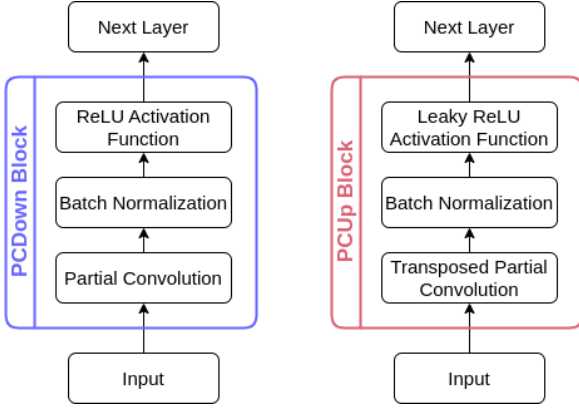 Next Layer
ReLU Activation
Function
Batch Normalization
Partial Convolution
PCDown Block
Input
Next Layer
Leaky ReLU
Activation Function
Batch Normalization
Transposed Partial
Convolution
PCUp Block
Input